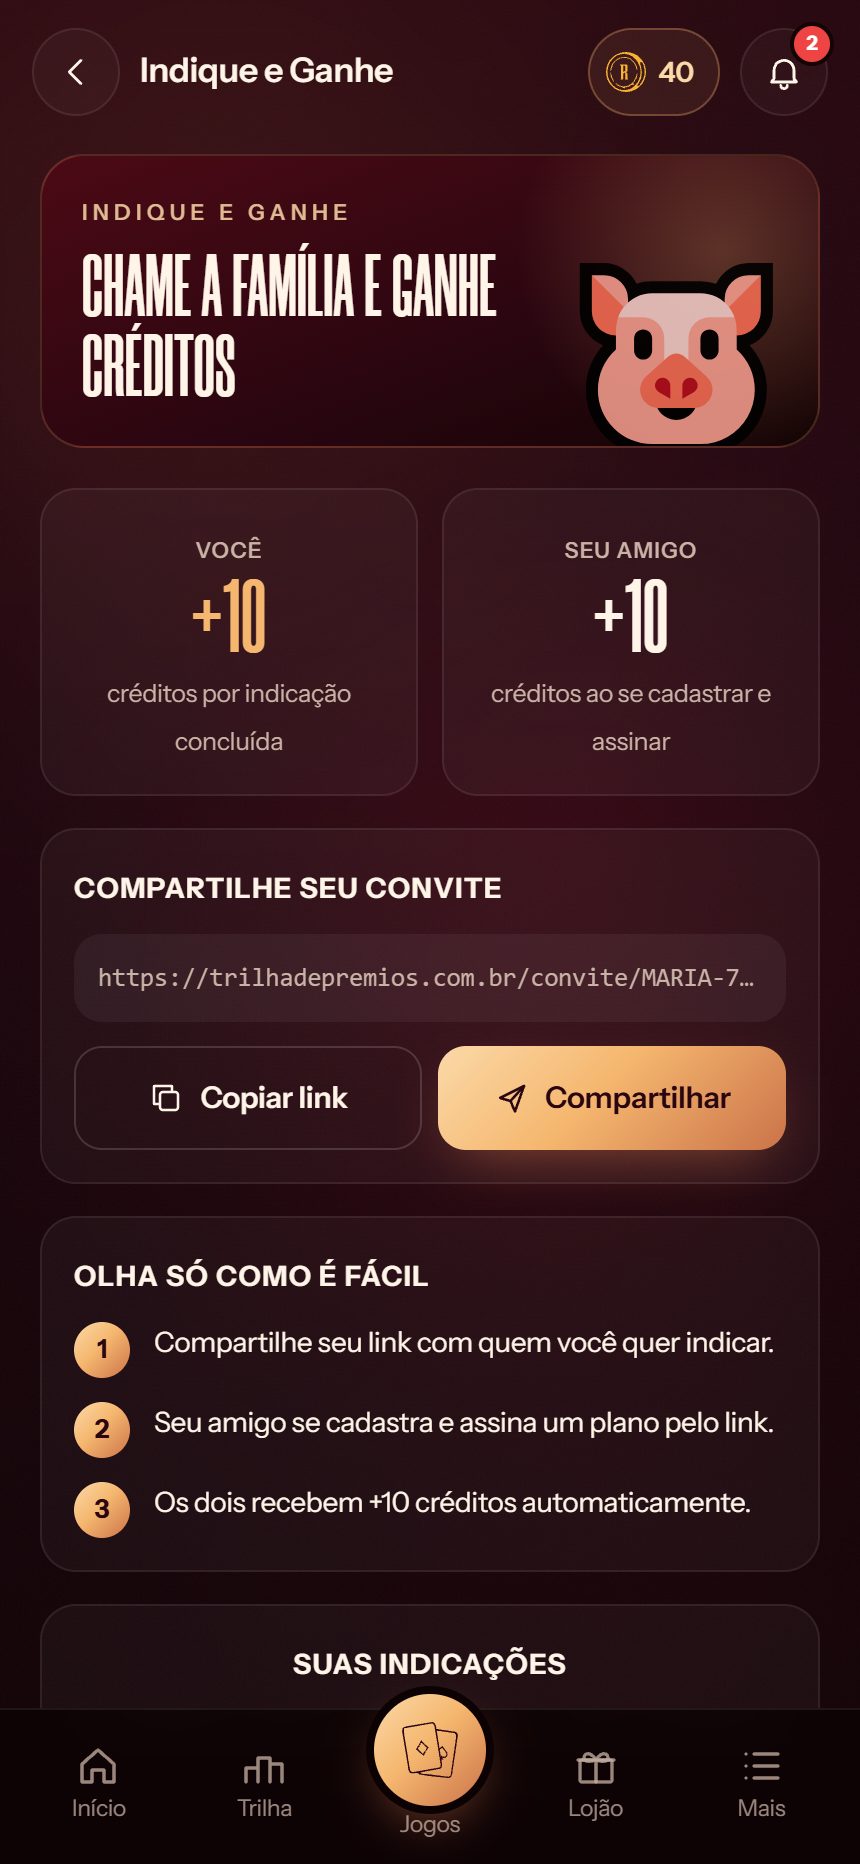 Indique e Ganhe
R
40
2
INDIQUE E GANHE
CHAME A FAMÍLIA E GANHE
CRÉDITOS
VOCÊ
+10
créditos por indicação
concluída
SEU AMIGO
+10
créditos ao se cadastrar e
assinar
COMPARTILHE SEU CONVITE
https://trilhadepremios.com.br/convite/MARIA-7…
Copiar link
Compartilhar
OLHA SÓ COMO É FÁCIL
1 Compartilhe seu link com quem você quer indicar.
2 Seu amigo se cadastra e assina um plano pelo link.
3 Os dois recebem +10 créditos automaticamente.
SUAS INDICAÇÕES
Início
Trilha
Jogos
Lojão
Mais